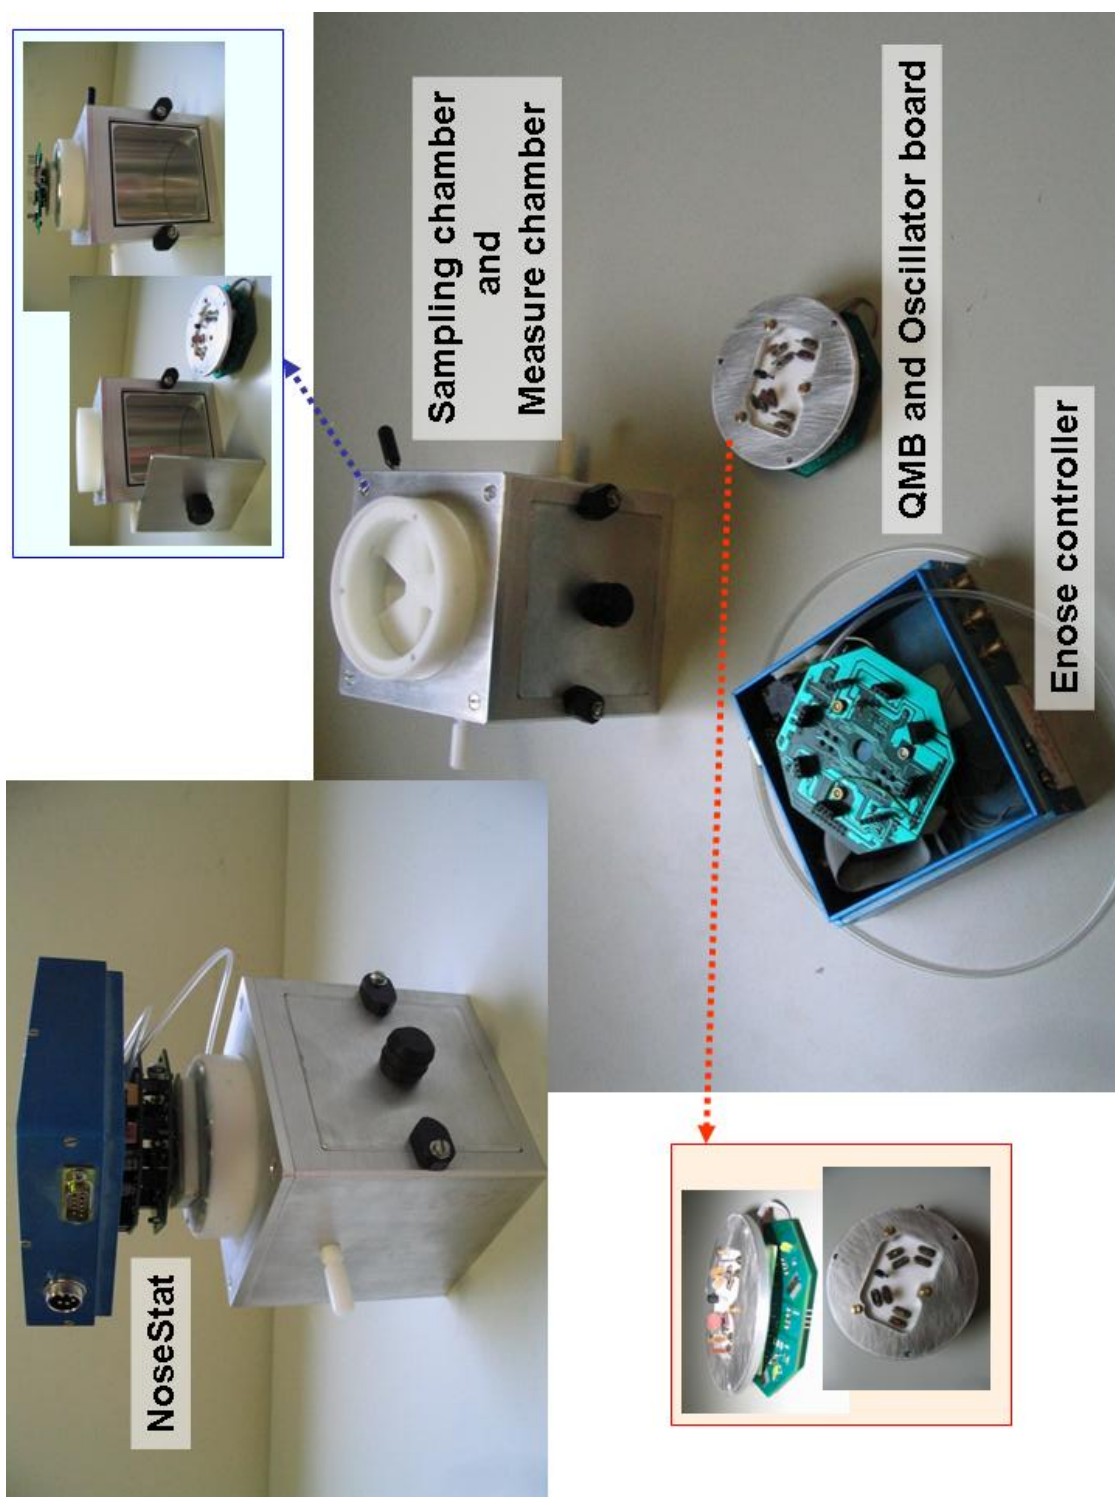 NoseStat
Sampling chamber
and
Measure chamber
QMB and Oscillator board
Enose controller